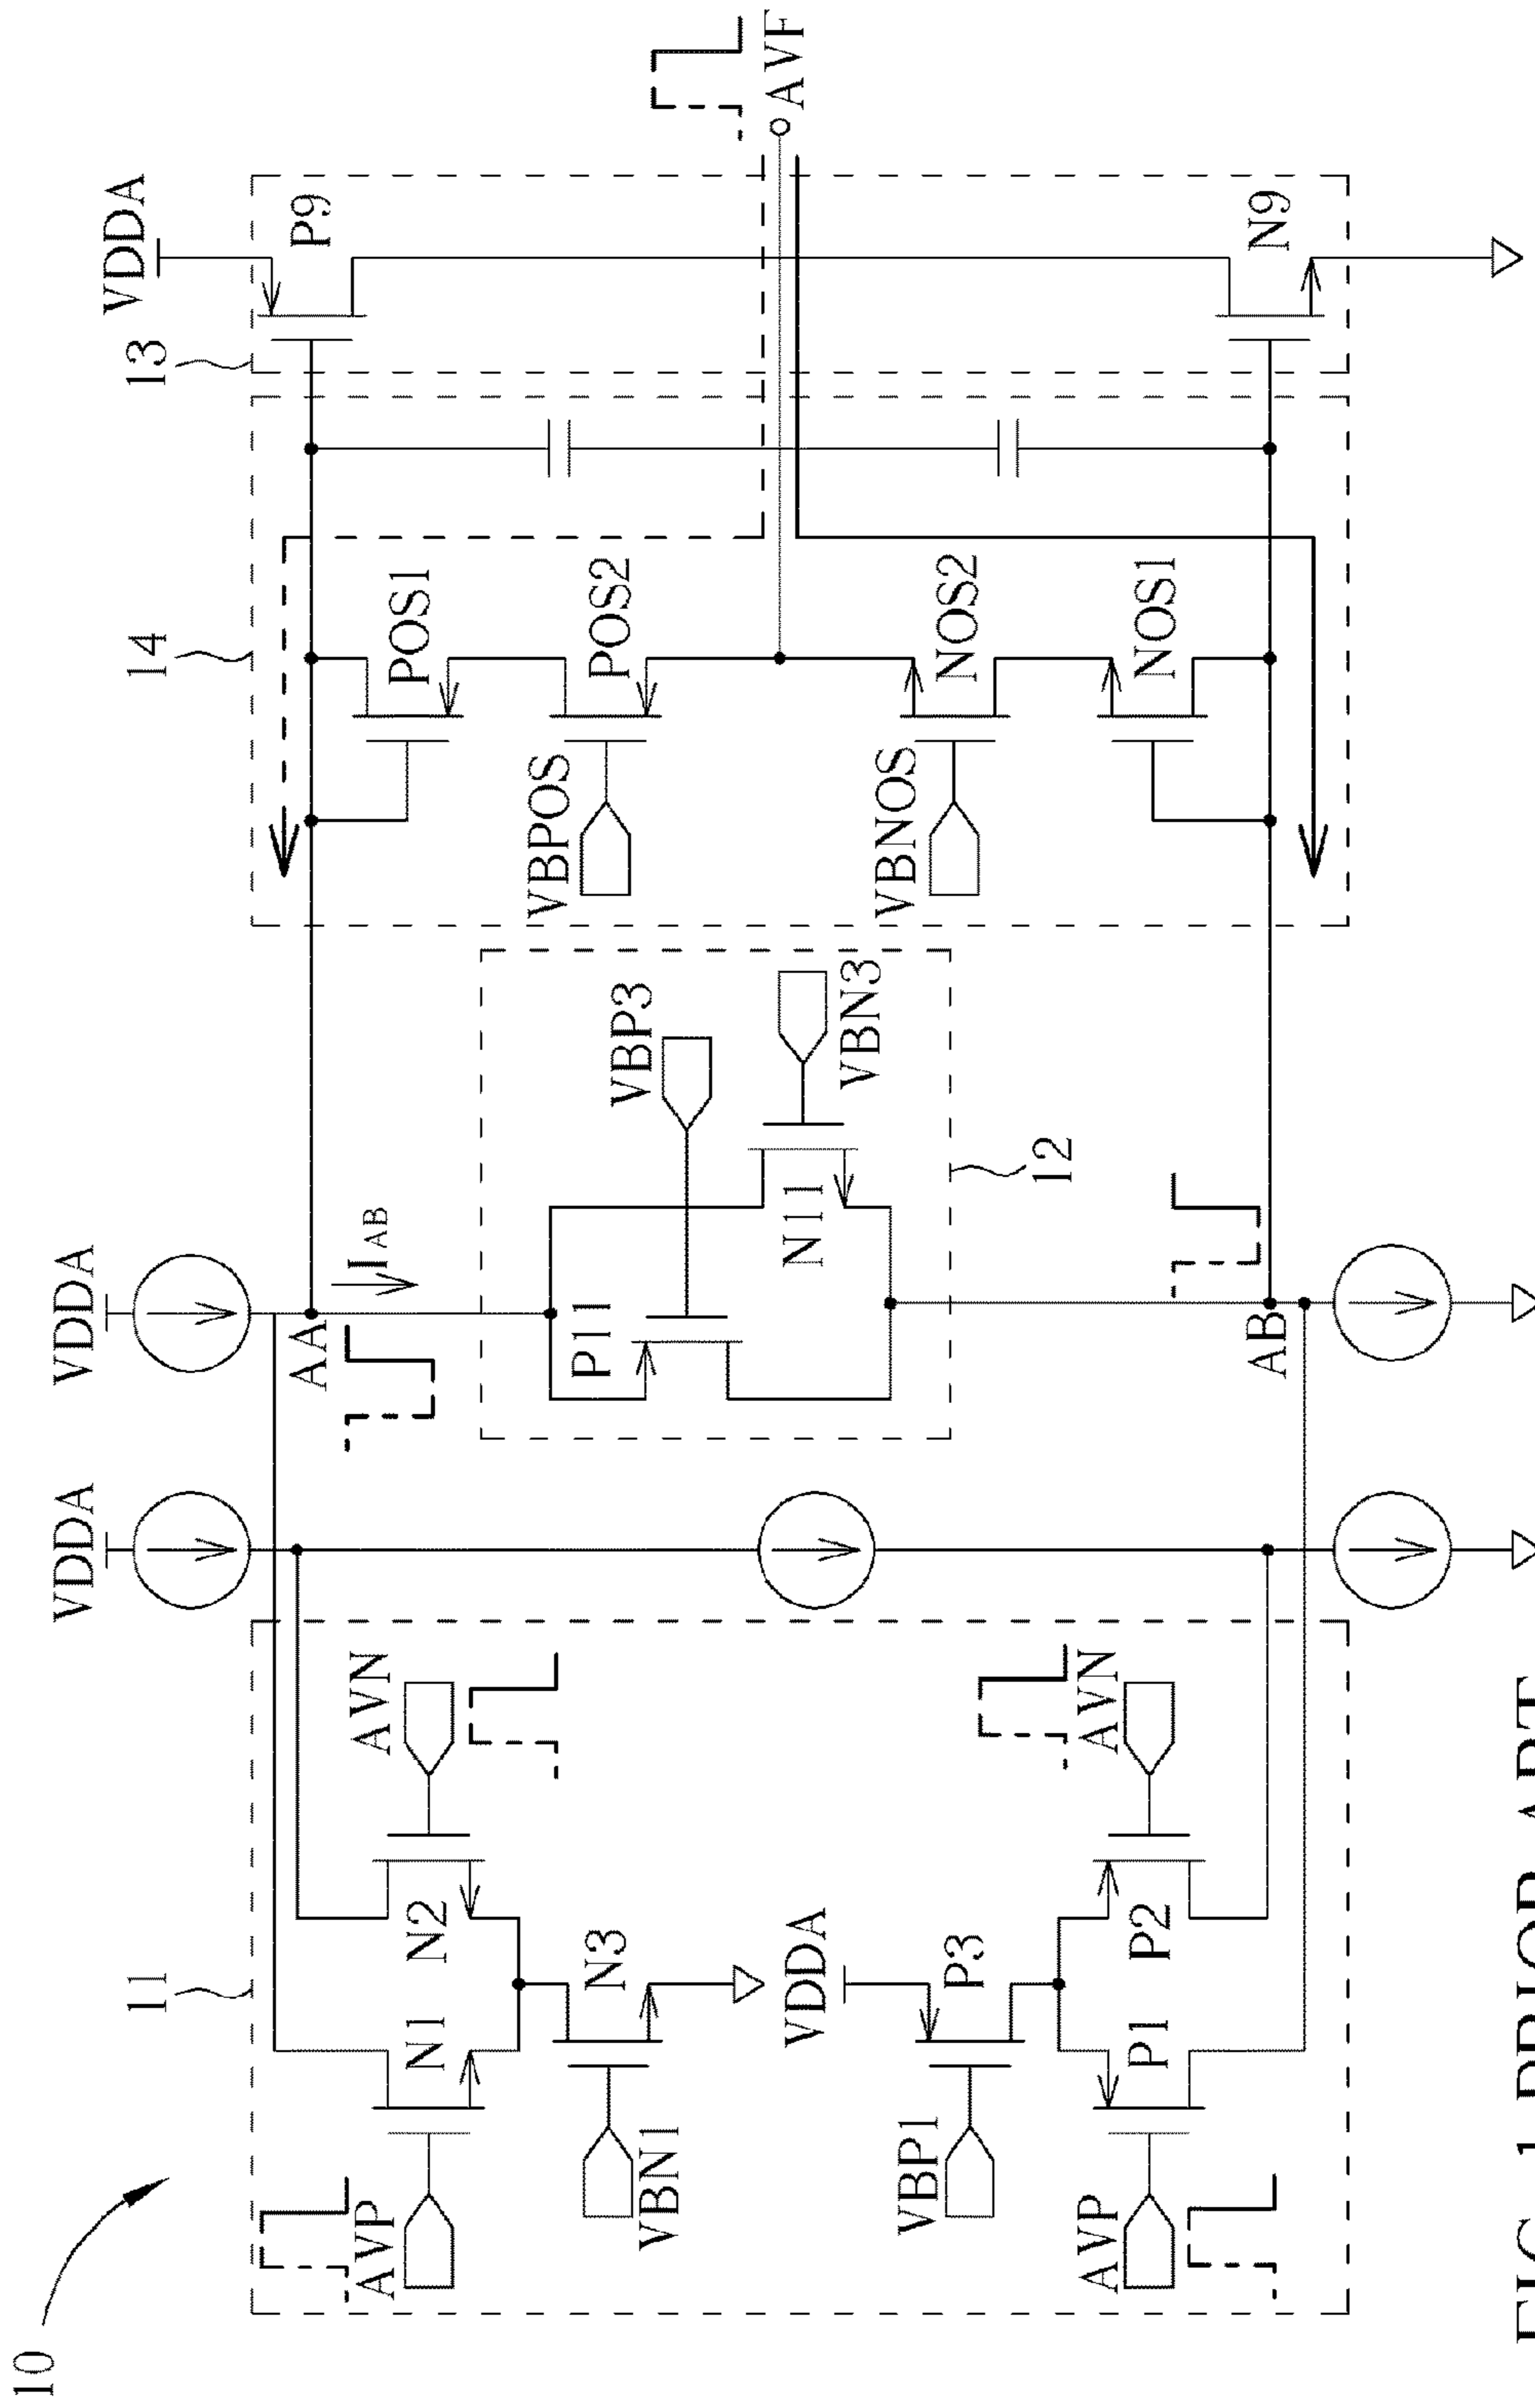 10
VDDA
VDDA
VDDA
11
14
13
AVP
AVN
AA
IAB
P9
N1
N2
POS1
VBPOS
P11
N3
POS2
VBP3
VBN1
AVF
VDDA
N11
VBN3
VBNOS
VBP1
P3
NOS2
12
AVP
AVN
P1
P2
NOS1
AB
N9
FIG. 1 PRIOR ART